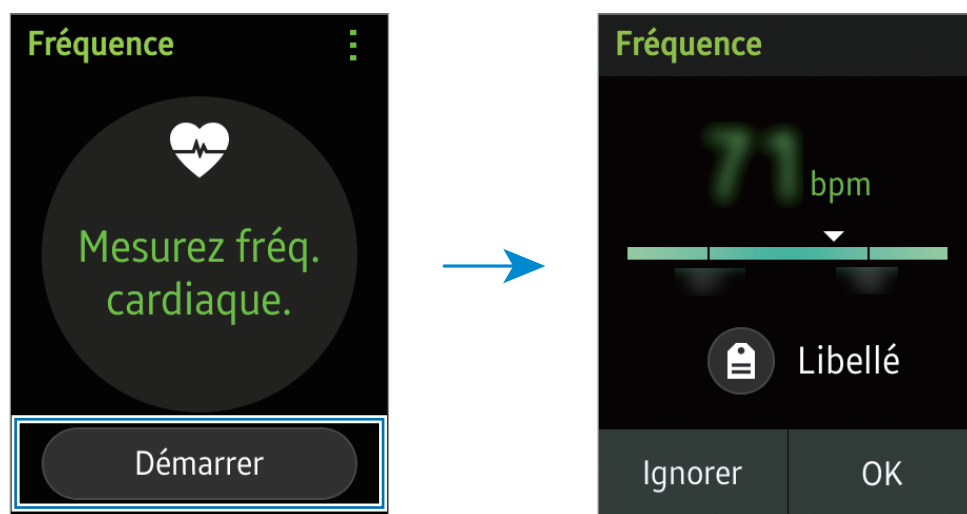 Fréquence
Mesurez fréq.
cardiaque.
Démarrer
Fréquence
71 bpm
Libellé
Ignorer
OK